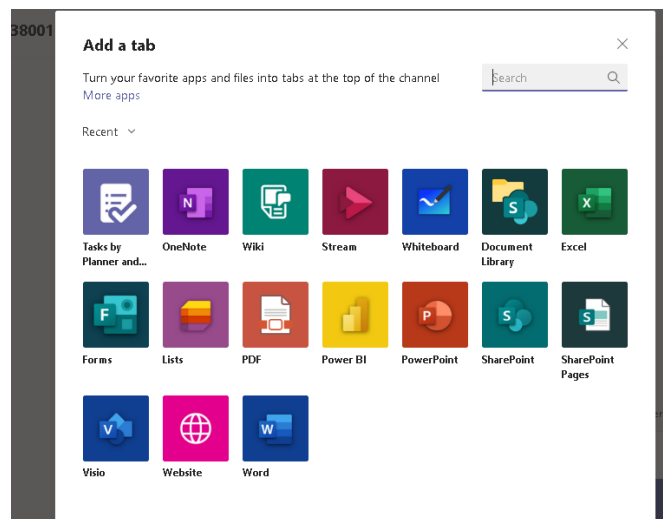 38001
Add a tab
Turn your favorite apps and files into tabs at the top of the channel
Search
More apps
Recent
N
S
X
Tasks by OneNote Wiki Stream Whiteboard Document Excel
Planner and... Library
F
P
S
S
Forms Lists PDF Power BI PowerPoint SharePoint SharePoint
Pages
V
W
Visio Website Word